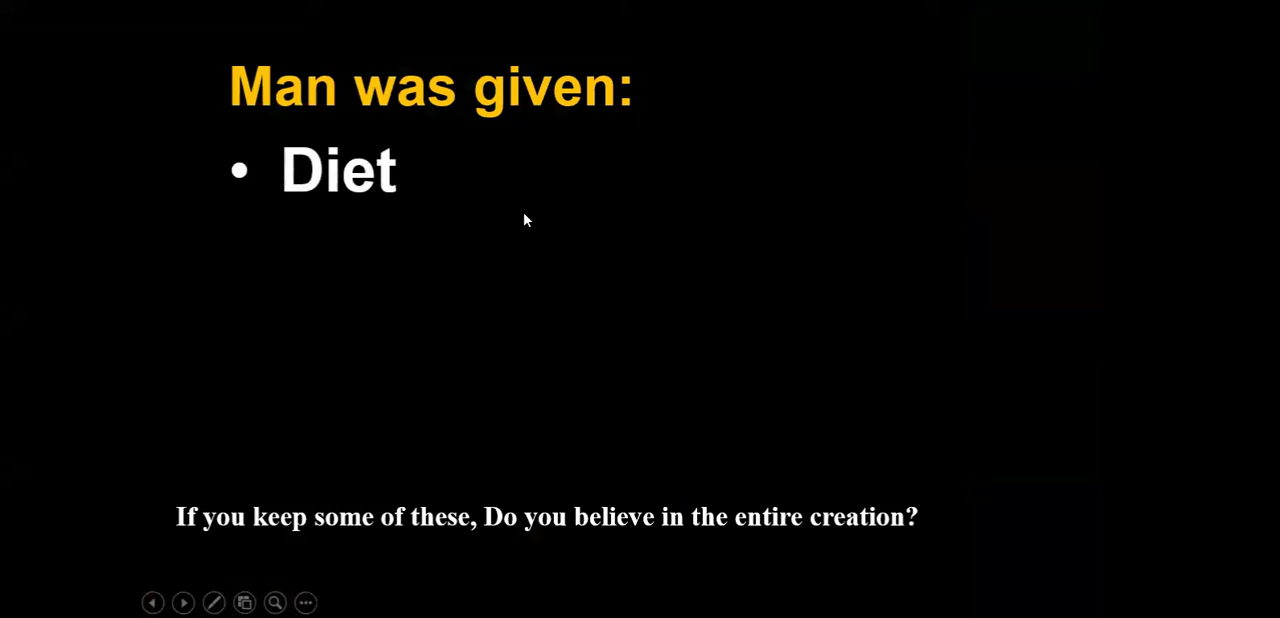 Man was given:
• Diet
If you keep some of these, Do you believe in the entire creation?